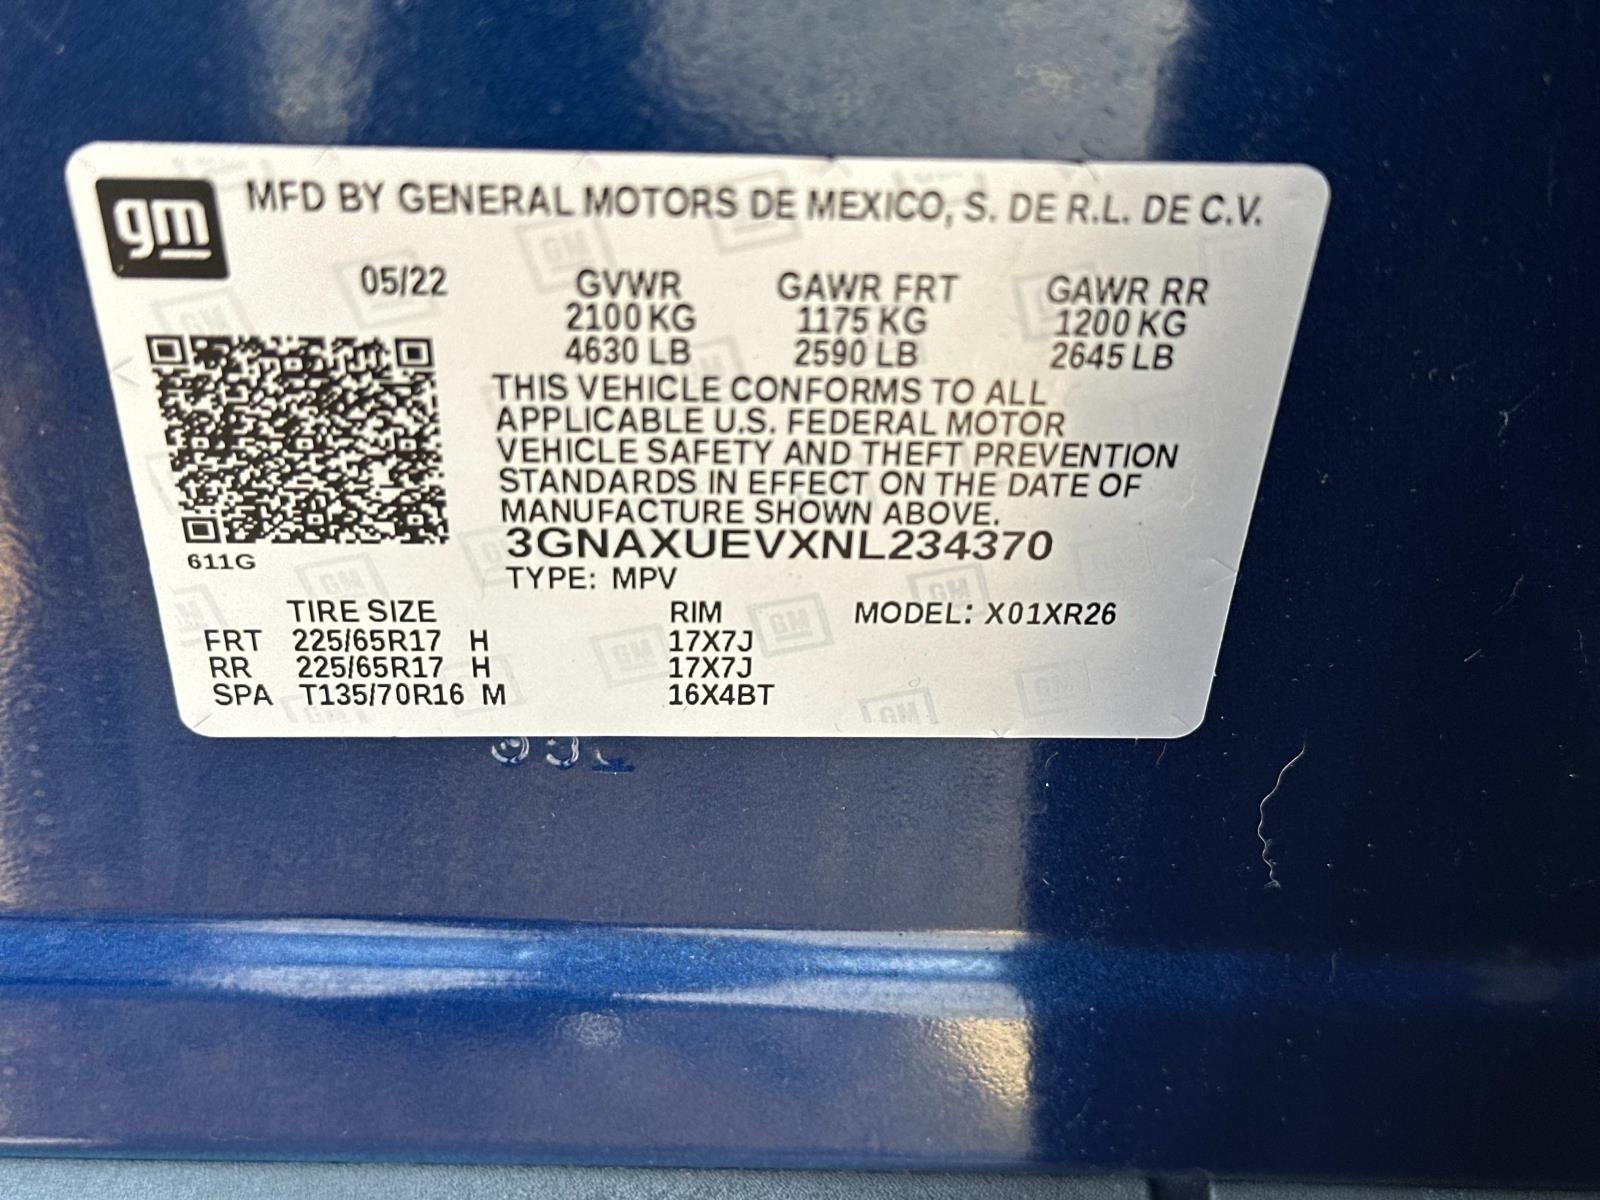 gm MFD BY GENERAL MOTORS DE MEXICO, S. DE R.L. DE C.V.
05/22 GVWR GAWR FRT GAWR RR
2100 KG 1175 KG 1200 KG
4630 LB 2590 LB 2645 LB
THIS VEHICLE CONFORMS TO ALL
APPLICABLE U.S. FEDERAL MOTOR
VEHICLE SAFETY AND THEFT PREVENTION
STANDARDS IN EFFECT ON THE DATE OF
MANUFACTURE SHOWN ABOVE.
3GNAXUEVXNL234370
611G
TYPE: MPV
TIRE SIZE RIM MODEL: X01XR26
FRT 225/65R17 H 17X7J
RR 225/65R17 H 17X7J
SPA T135/70R16 M 16X4BT